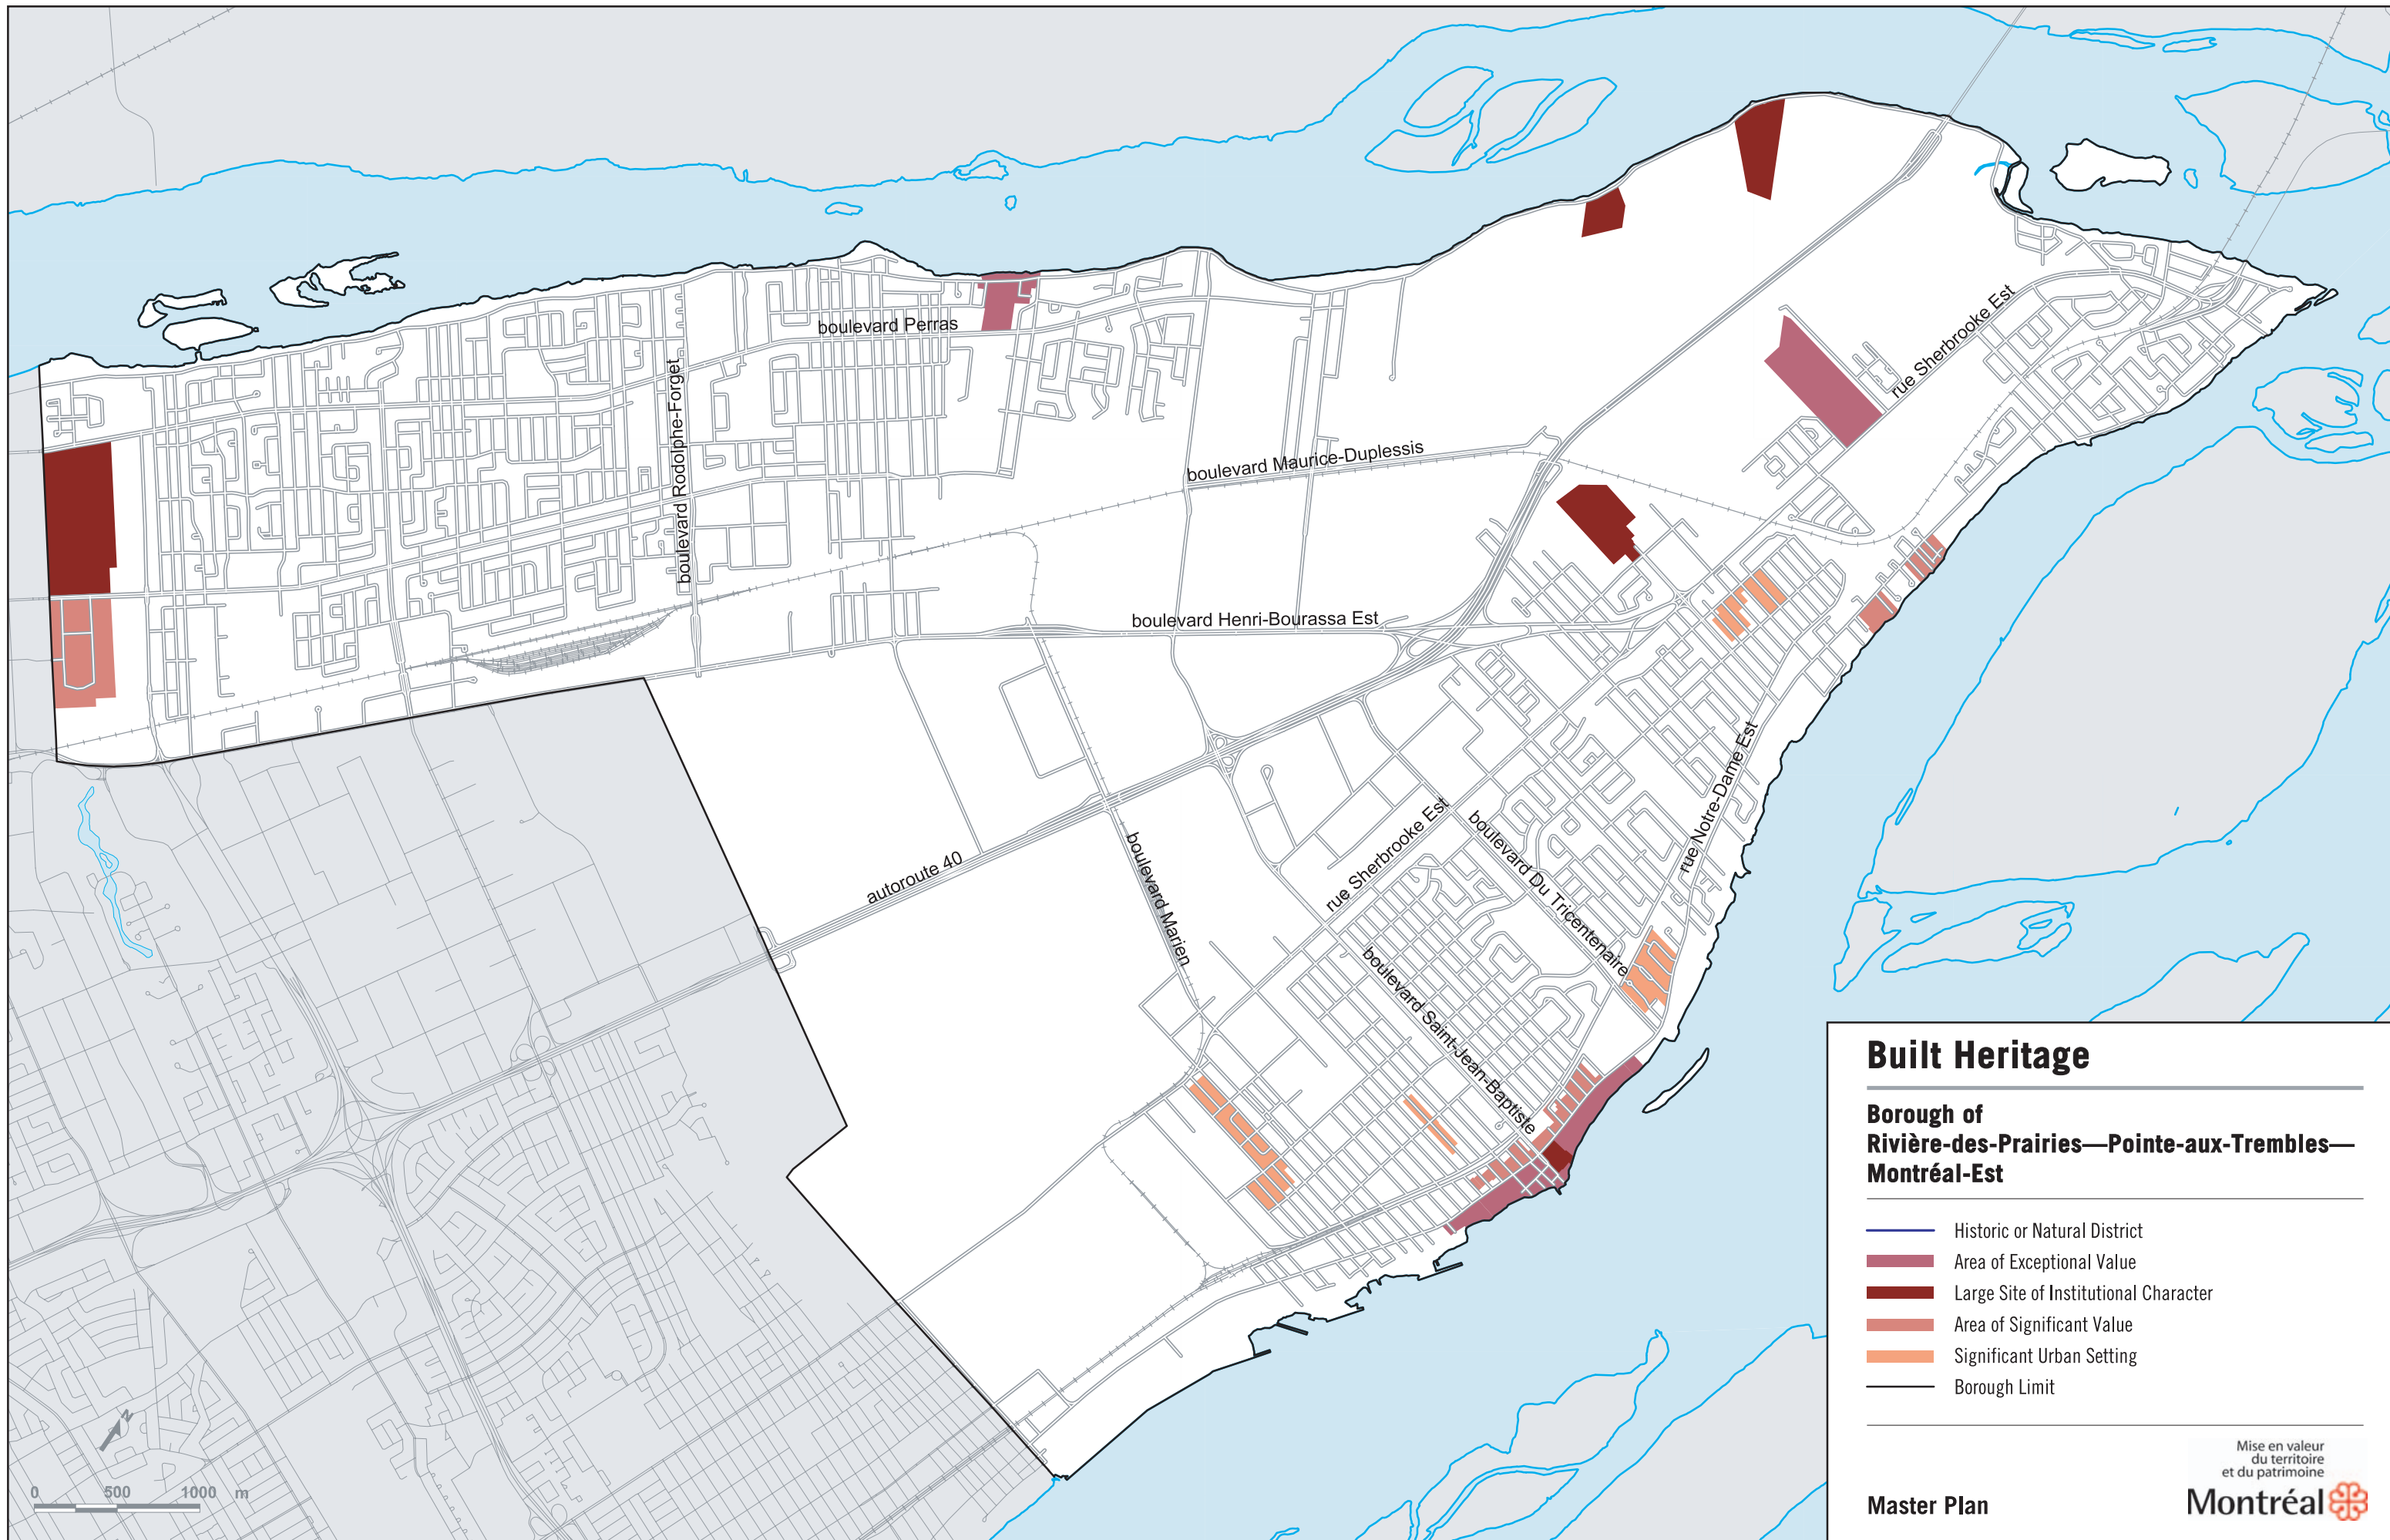 boulevard Perras
boulevard Rodolphe-Forget
boulevard Maurice-Duplessis
rue Sherbrooke Est
boulevard Henri-Bourassa Est
rue Notre-Dame Est
autoroute 40
boulevard Marien
rue Sherbrooke Est
boulevard Du Tricentenaire
boulevard Saint-Jean-Baptiste
N
0 500 1000 m
Built Heritage
Borough of
Rivière-des-Prairies—Pointe-aux-Trembles—
Montréal-Est
Historic or Natural District
Area of Exceptional Value
Large Site of Institutional Character
Area of Significant Value
Significant Urban Setting
Borough Limit
Master Plan
Mise en valeur
du territoire
et du patrimoine
Montréal